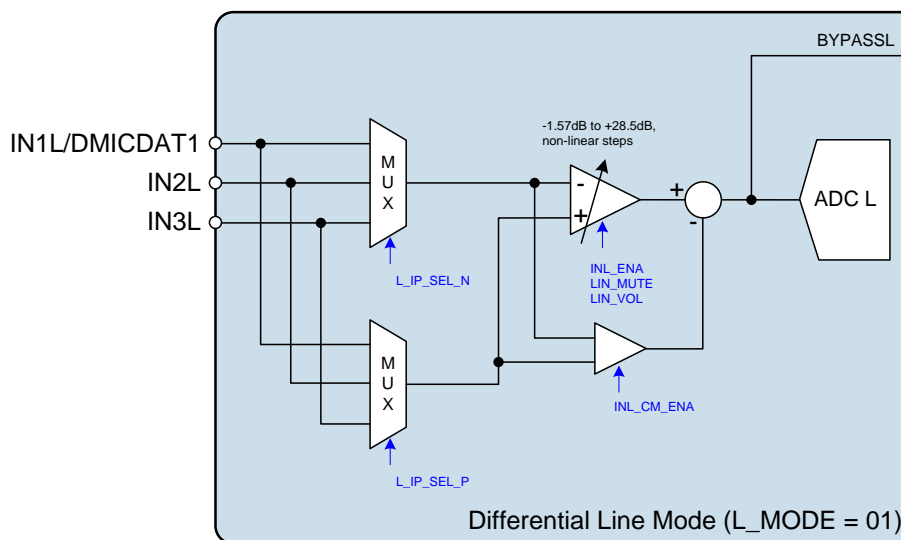 BYPASSL
-1.57dB to +28.5dB,
non-linear steps
IN1L/DMICDAT1
IN2L
IN3L
M
U
X
-
+
+
-
ADC L
L_IP_SEL_N
INL_ENA
LIN_MUTE
LIN_VOL
M
U
X
INL_CM_ENA
L_IP_SEL_P
Differential Line Mode (L_MODE = 01)